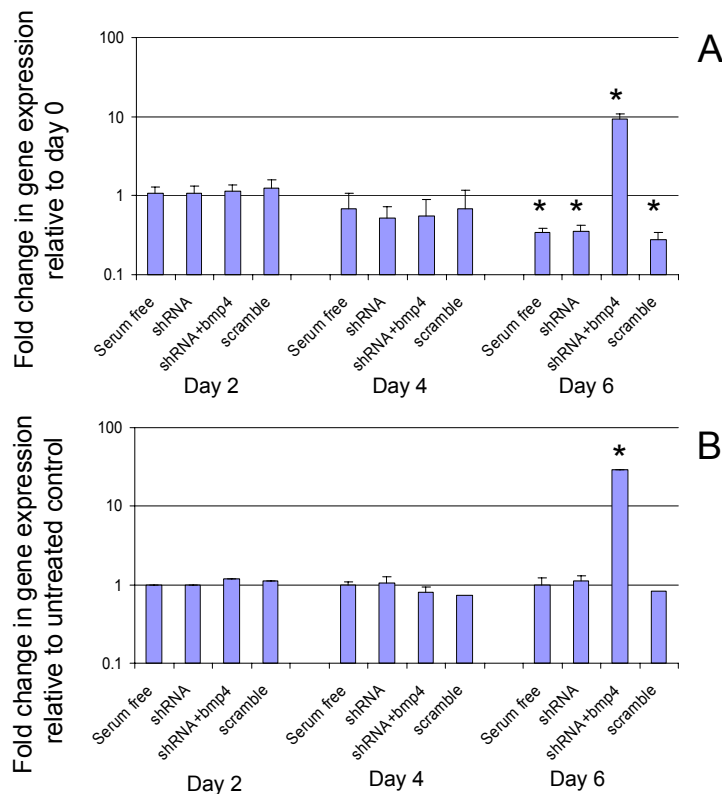 A
Fold change in gene expression
relative to day 0
100
10
1
0.1
*
* * *
Serum free
shRNA
shRNA+bmp4
scramble
Serum free
shRNA
shRNA+bmp4
scramble
Serum free
shRNA
shRNA+bmp4
scramble
Day 2
Day 4
Day 6
B
Fold change in gene expression
relative to untreated control
100
10
1
0.1
*
Serum free
shRNA
shRNA+bmp4
scramble
Serum free
shRNA
shRNA+bmp4
scramble
Serum free
shRNA
shRNA+bmp4
scramble
Day 2
Day 4
Day 6